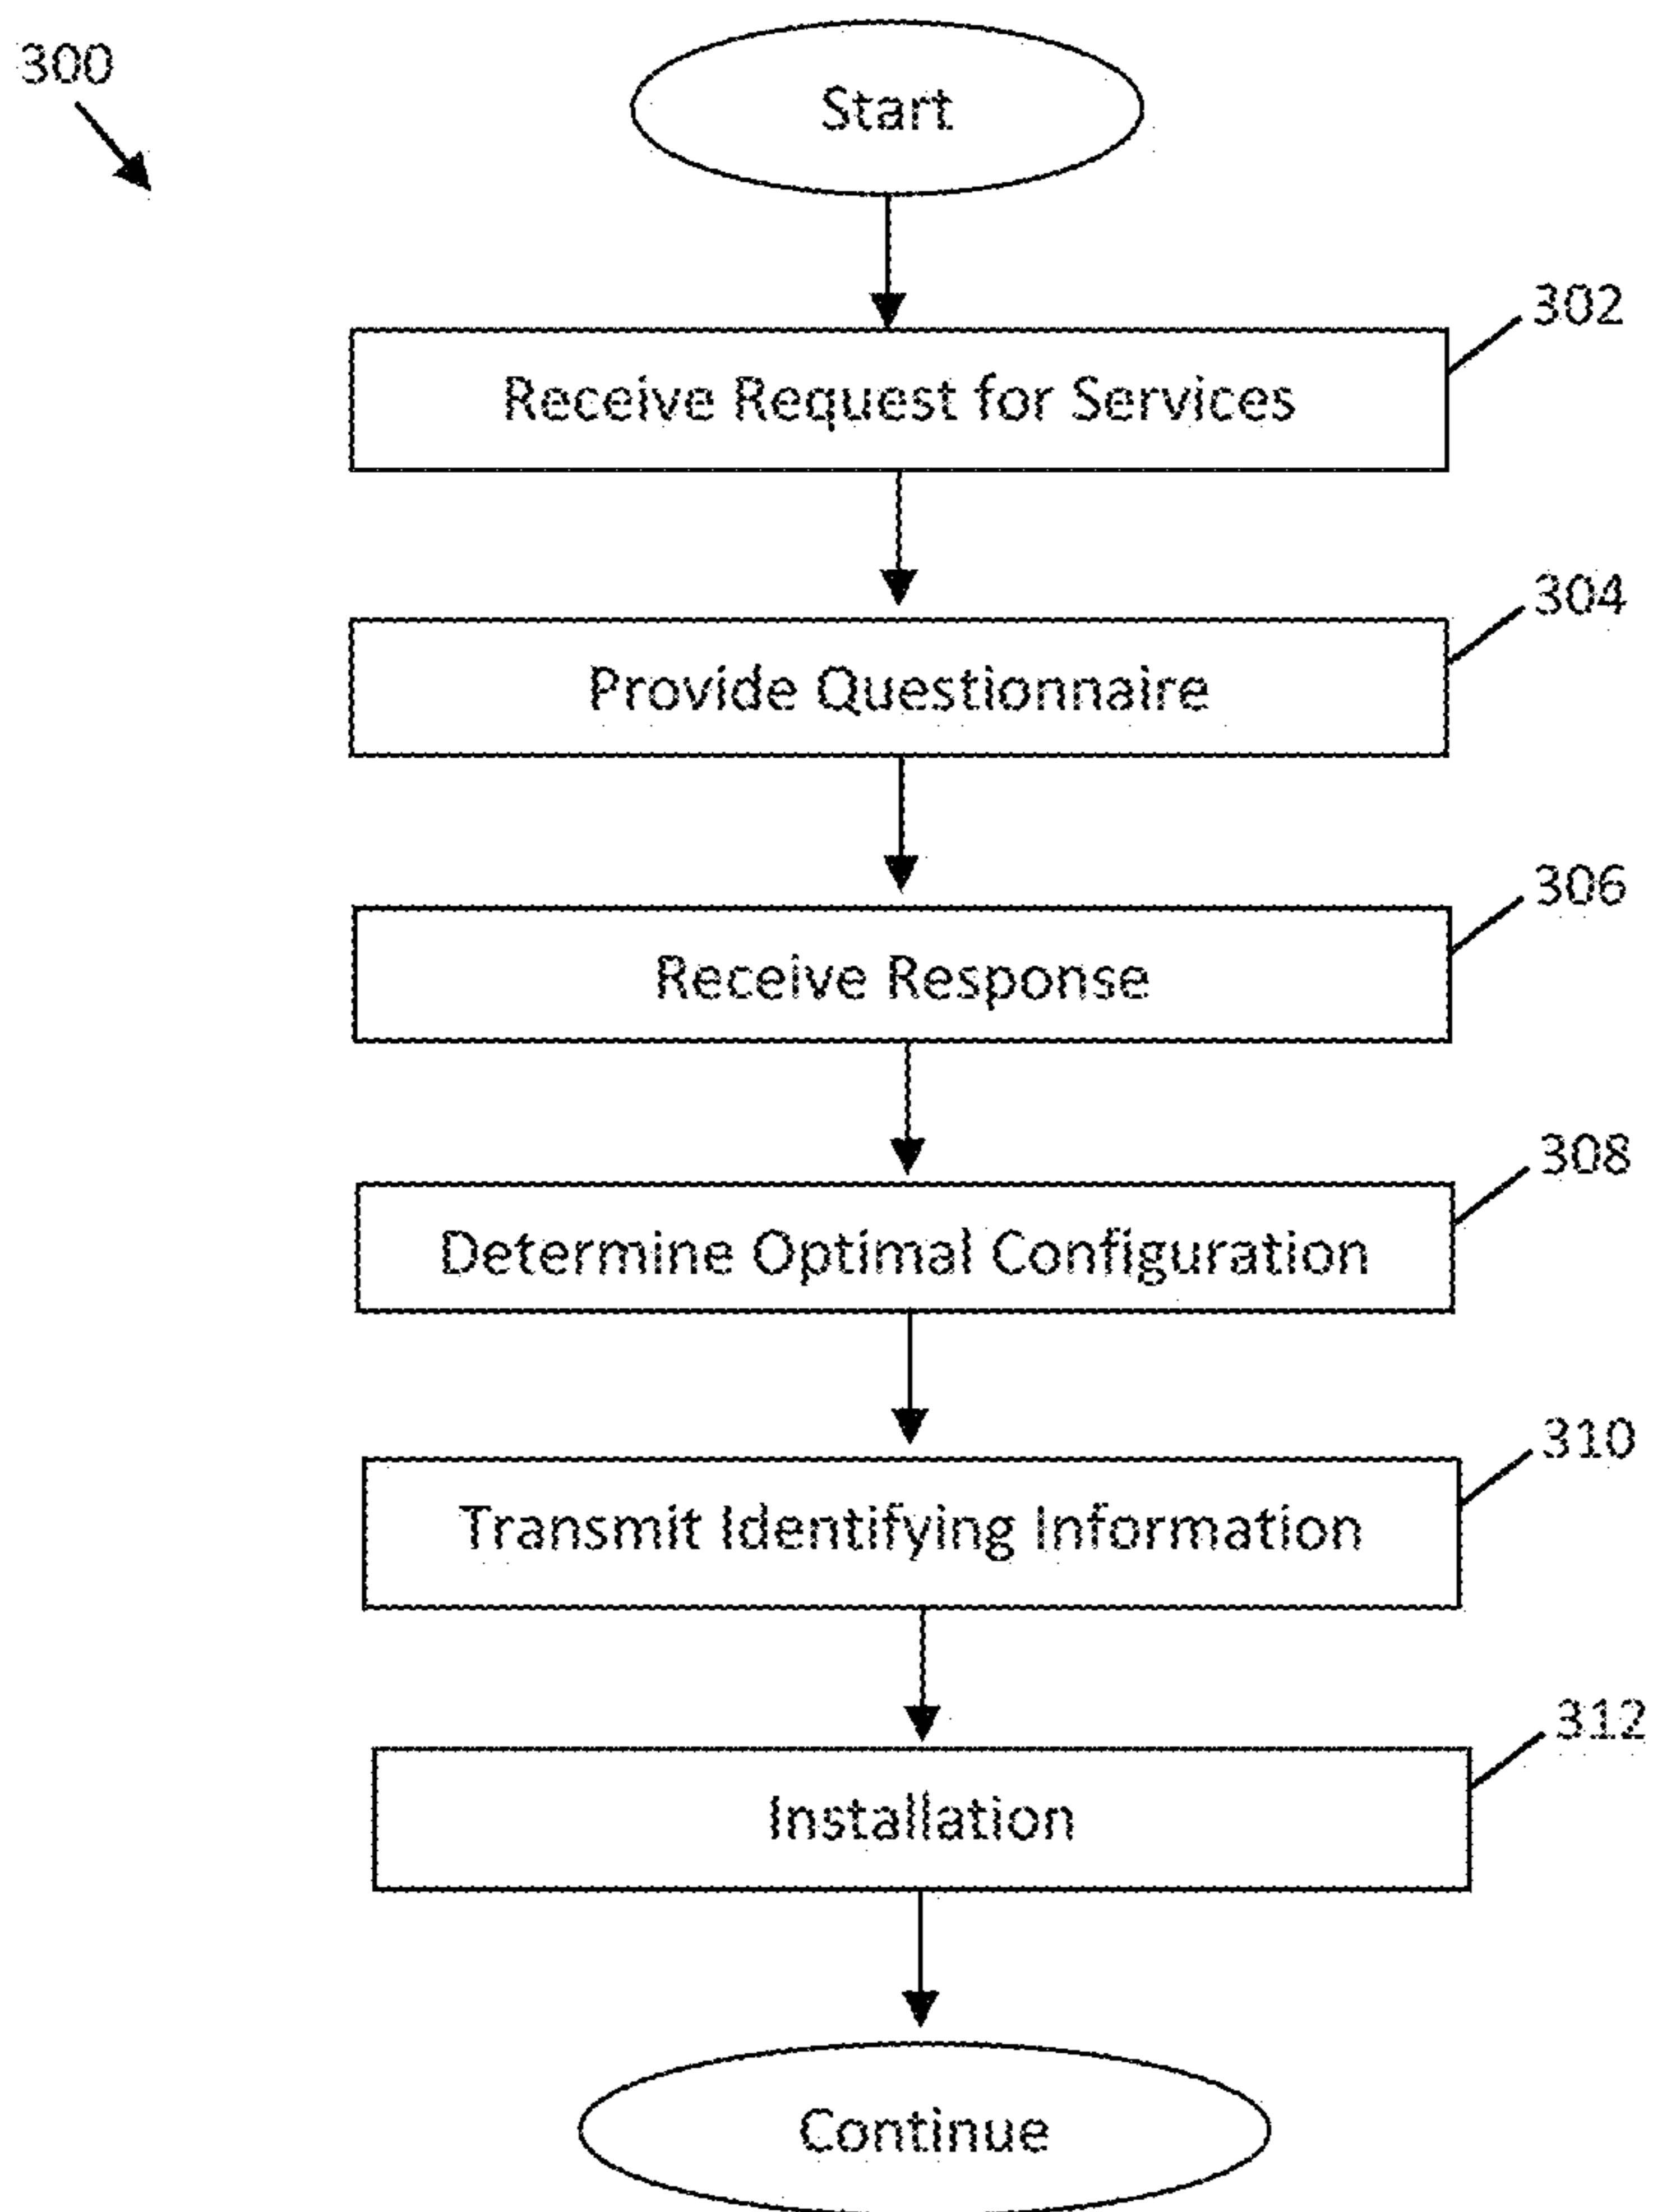 300
Start
302
Receive Request for Services
304
Provide Questionnaire
306
Receive Response
308
Determine Optimal Configuration
310
Transmit Identifying Information
312
Installation
Continue